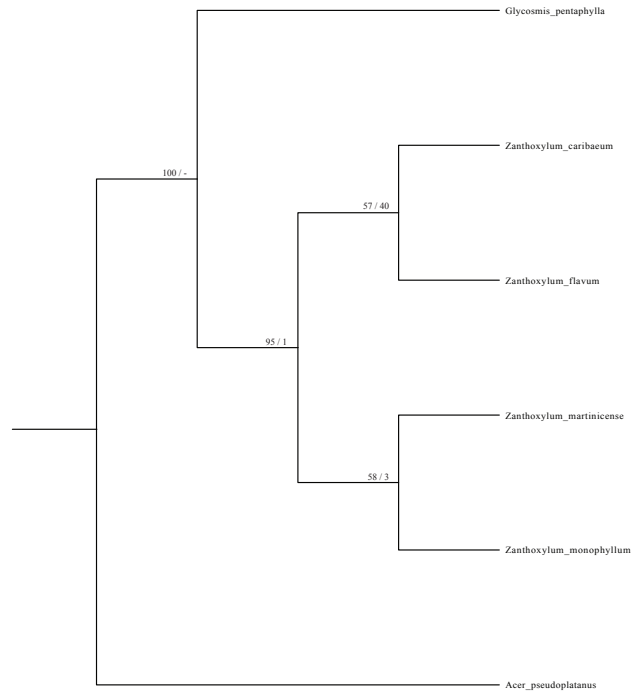 Glycosmis_pentaphylla
Zanthoxylum_caribaeum
100 / -
57 / 40
Zanthoxylum_flavum
95 / 1
Zanthoxylum_martinicense
58 / 3
Zanthoxylum_monophyllum
Acer_pseudoplatanus